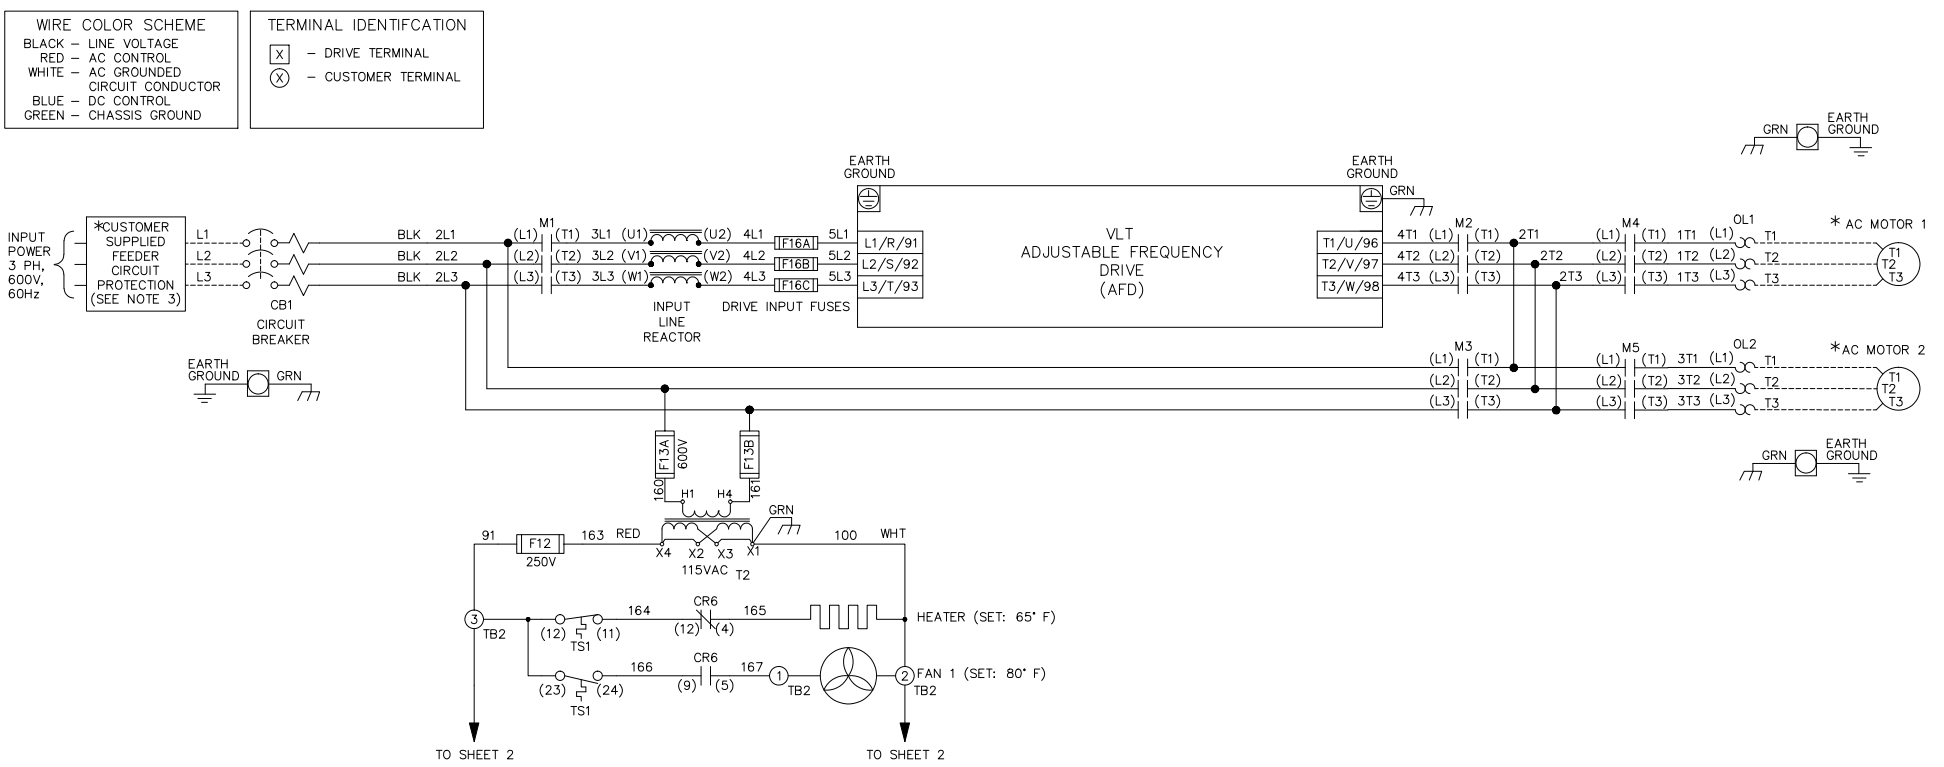 WIRE COLOR SCHEME
BLACK – LINE VOLTAGE
RED – AC CONTROL
WHITE – AC GROUNDED
CIRCUIT CONDUCTOR
BLUE – DC CONTROL
GREEN – CHASSIS GROUND
TERMINAL IDENTIFCATION
X – DRIVE TERMINAL
X – CUSTOMER TERMINAL
GRN
EARTH
GROUND
EARTH
GROUND
EARTH
GROUND
GRN
INPUT
POWER
3 PH,
600V,
60Hz
*CUSTOMER
SUPPLIED
FEEDER
CIRCUIT
PROTECTION
(SEE NOTE 3)
L1
L2
L3
CB1
CIRCUIT
BREAKER
BLK 2L1
BLK 2L2
BLK 2L3
M1
(L1) (T1) 3L1 (U1) (U2) 4L1 F16A 5L1 L1/R/91
(L2) (T2) 3L2 (V1) (V2) 4L2 F16B 5L2 L2/S/92
(L3) (T3) 3L3 (W1) (W2) 4L3 F16C 5L3 L3/T/93
INPUT
LINE
REACTOR
DRIVE INPUT FUSES
VLT
ADJUSTABLE FREQUENCY
DRIVE
(AFD)
M2 M4 OL1
* AC MOTOR 1
T1/U/96 4T1 (L1) (T1) 2T1 (L1) (T1) 1T1 (L1) T1
T2/V/97 4T2 (L2) (T2) 2T2 (L2) (T2) 1T2 (L2) T2
T3/W/98 4T3 (L3) (T3) 2T3 (L3) (T3) 1T3 (L3) T3
T1
T2
T3
M3 M5 OL2
*AC MOTOR 2
(L1) (T1) (L1) (T1) 3T1 (L1) T1
(L2) (T2) (L2) (T2) 3T2 (L2) T2
(L3) (T3) (L3) (T3) 3T3 (L3) T3
T1
T2
T3
EARTH
GROUND
GRN
GRN
EARTH
GROUND
F13A
600V
F13B
160
161
H1 H4
GRN
91 F12 163 RED
250V
X4 X2 X3 X1
100 WHT
115VAC T2
3
TB2
(12) (11)
TS1
164
CR6
(12) (4)
165
HEATER (SET: 65° F)
(23) (24)
TS1
166
CR6
(9) (5)
167
1
TB2
2
TB2
FAN 1 (SET: 80° F)
TO SHEET 2
TO SHEET 2